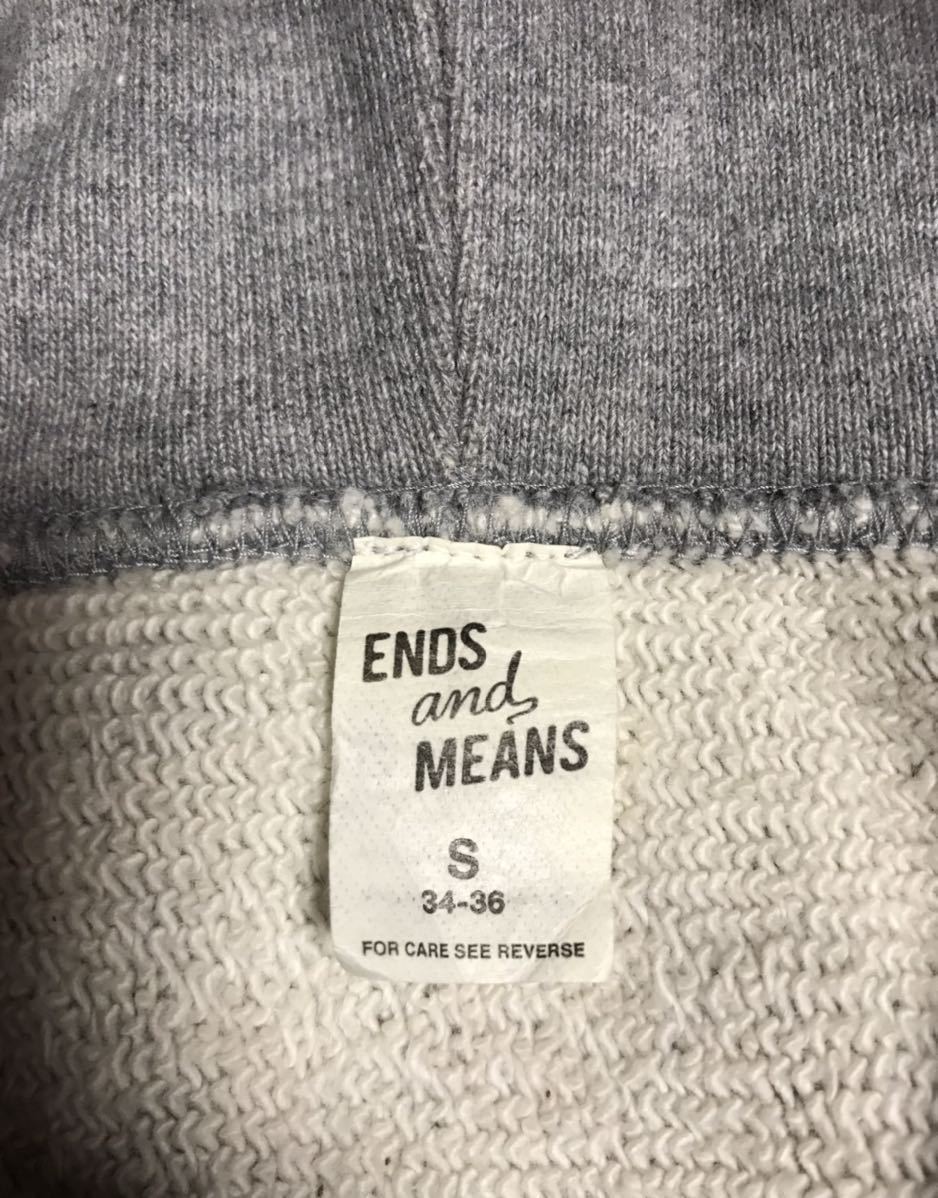 ENDS
and
MEANS
S
34-36
FOR CARE SEE REVERSE